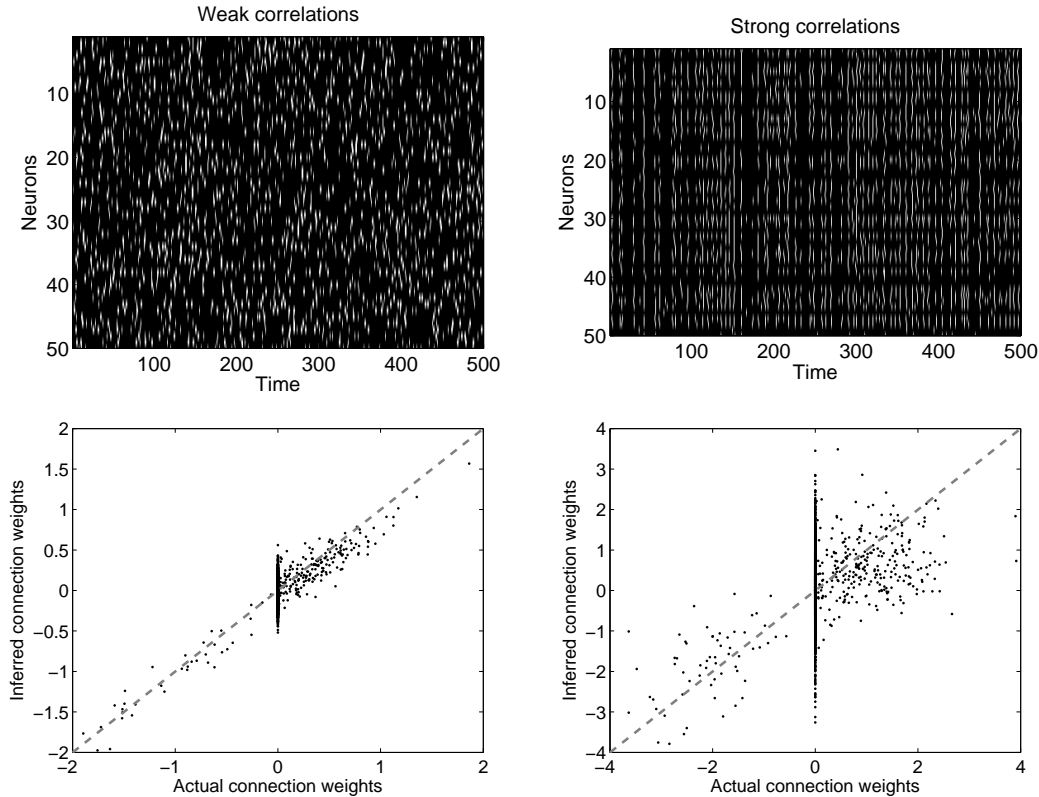 Weak correlations
Neurons
10
20
30
40
50
100 200 300 400 500
Time
Strong correlations
Neurons
10
20
30
40
50
100 200 300 400 500
Time
Inferred connection weights
2
1.5
1
0.5
0
−0.5
−1
−1.5
−2
−2 −1 0 1 2
Actual connection weights
Inferred connection weights
4
3
2
1
0
−1
−2
−3
−4
−4 −2 0 2 4
Actual connection weights